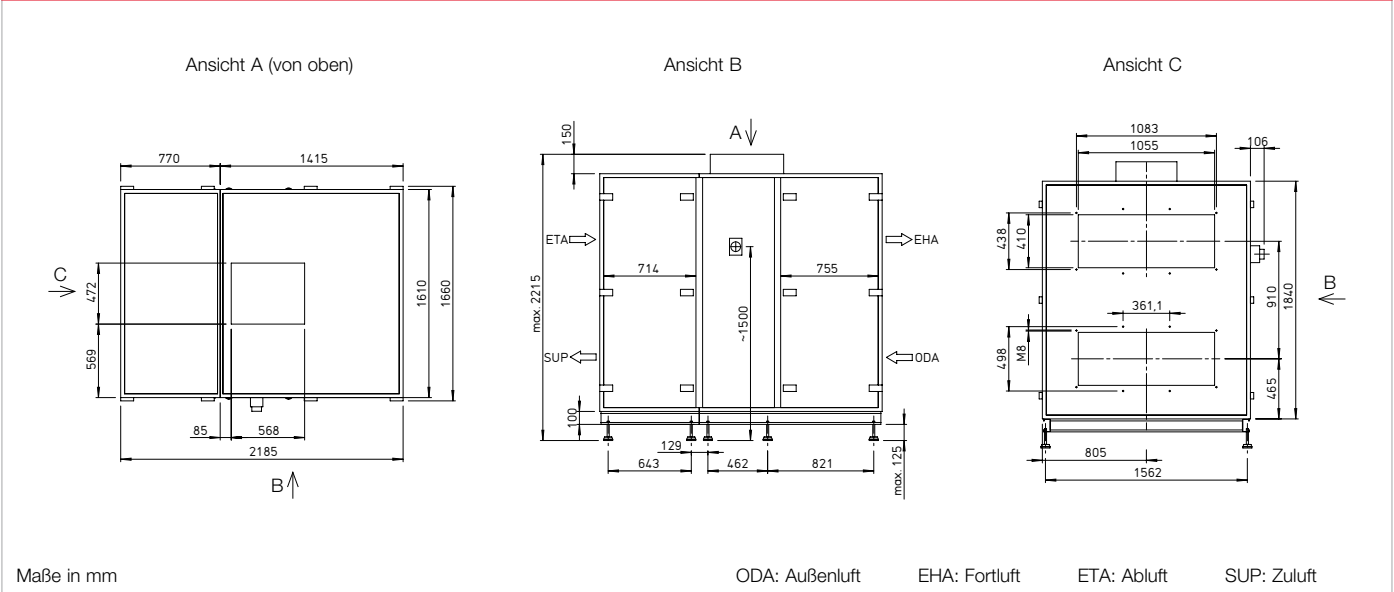 Ansicht A (von oben)
770
1415
C
472
569
1610
1660
85
568
2185
B
Ansicht B
A
150
max. 2215
ETA
EHA
714
755
~1500
SUP
ODA
100
129
643
462
821
max. 125
Ansicht C
1083
1055
106
438
410
361,1
910
1840
B
498
M8
465
805
1562
Maße in mm
ODA: Außenluft EHA: Fortluft ETA: Abluft SUP: Zuluft